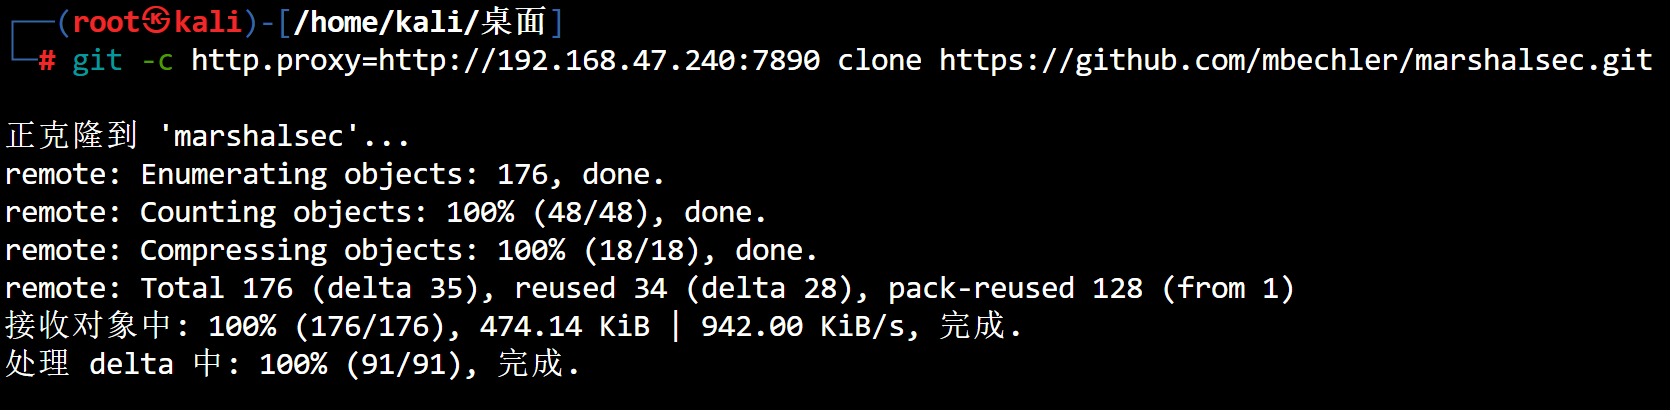 ┌──(root㉿kali)-[/home/kali/桌面]
└─# git -c http.proxy=http://192.168.47.240:7890 clone https://github.com/mbechler/marshalsec.git
正克隆到 'marshalsec'...
remote: Enumerating objects: 176, done.
remote: Counting objects: 100% (48/48), done.
remote: Compressing objects: 100% (18/18), done.
remote: Total 176 (delta 35), reused 34 (delta 28), pack-reused 128 (from 1)
接收对象中: 100% (176/176), 474.14 KiB | 942.00 KiB/s, 完成.
处理 delta 中: 100% (91/91), 完成.